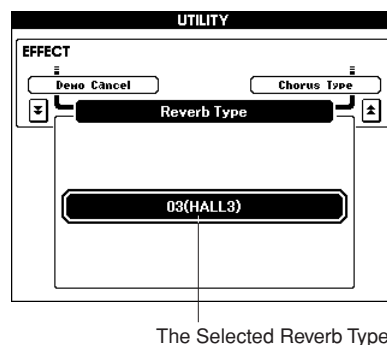 UTILITY
EFFECT
Demo Cancel
Chorus Type
Reverb Type
03(HALL3)
The Selected Reverb Type